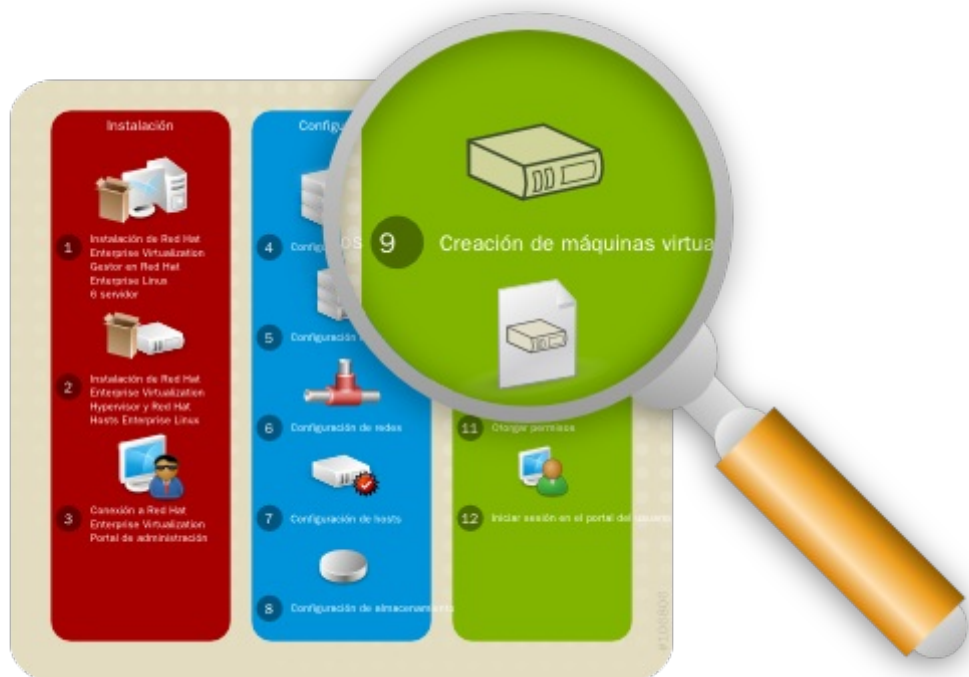 Instalación
1 Instalación de Red Hat
Enterprise Virtualization
Gestor en Red Hat
Enterprise Linux
6 servidor
2 Instalación de Red Hat
Enterprise Virtualization
Hypervisor y Red Hat
Hosts Enterprise Linux
3 Conexión a Red Hat
Enterprise Virtualization
Portal de administración
4
5 Configuración
6 Configuración de redes
7 Configuración de hosts
8 Configuración de almacenamiento
9 Creación de máquinas virtua
11 Otorgar permisos
12 Iniciar sesión en el portal del usuario